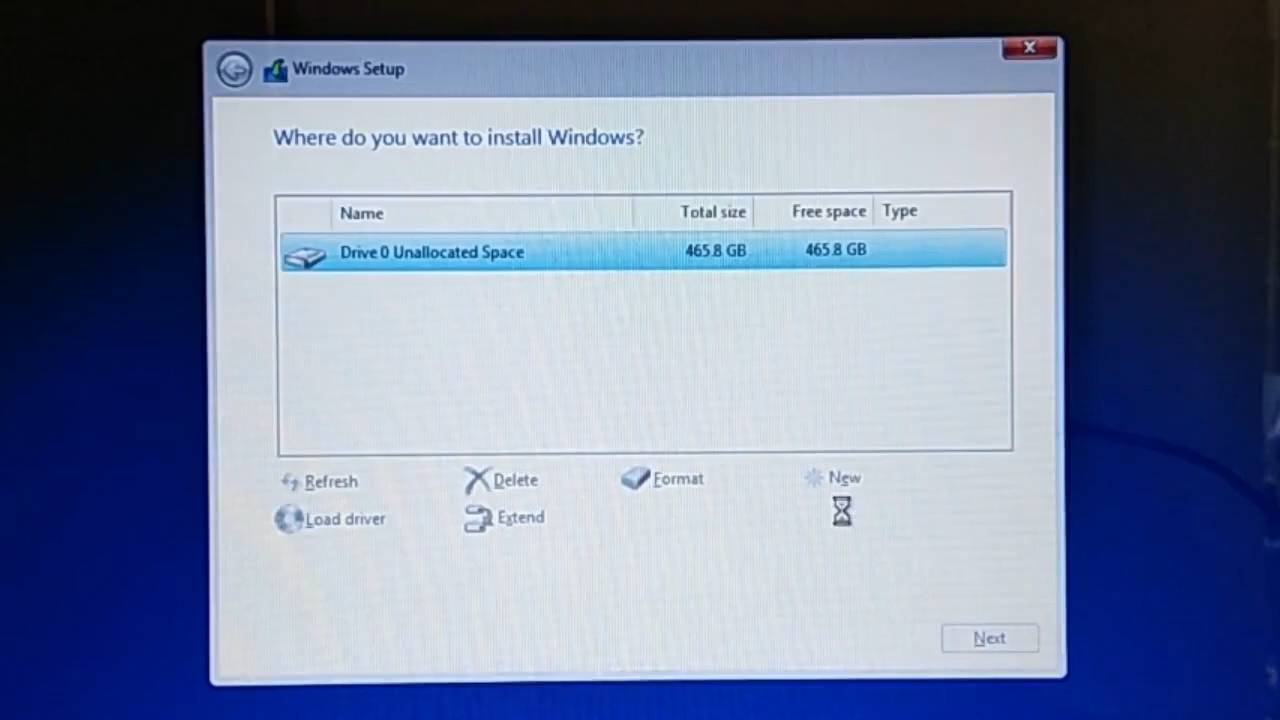 Windows Setup
Where do you want to install Windows?
Name Total size Free space Type
Drive 0 Unallocated Space 465.8 GB 465.8 GB
Refresh Delete Format New
Load driver Extend
Next